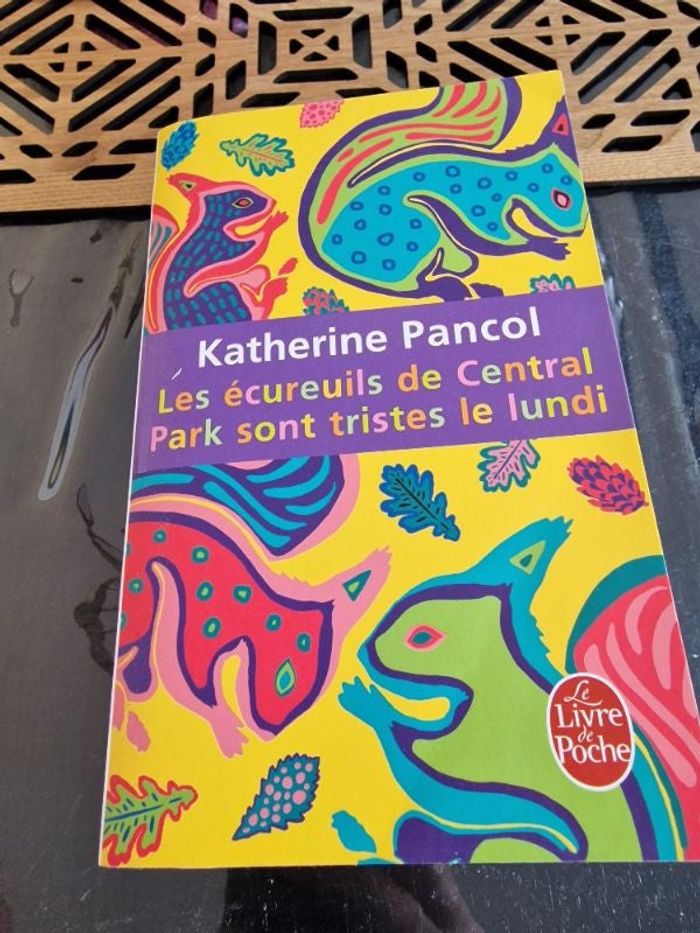 Katherine Pancol
Les écureuils de Central
Park sont tristes le lundi
Le
Livre
de
Poche